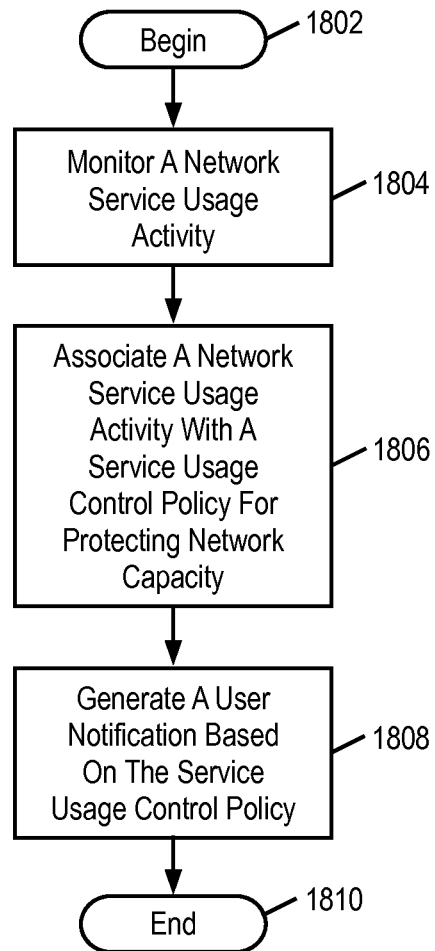 Begin
1802
Monitor A Network
Service Usage
Activity
1804
Associate A Network
Service Usage
Activity With A
Service Usage
Control Policy For
Protecting Network
Capacity
1806
Generate A User
Notification Based
On The Service
Usage Control Policy
1808
End
1810